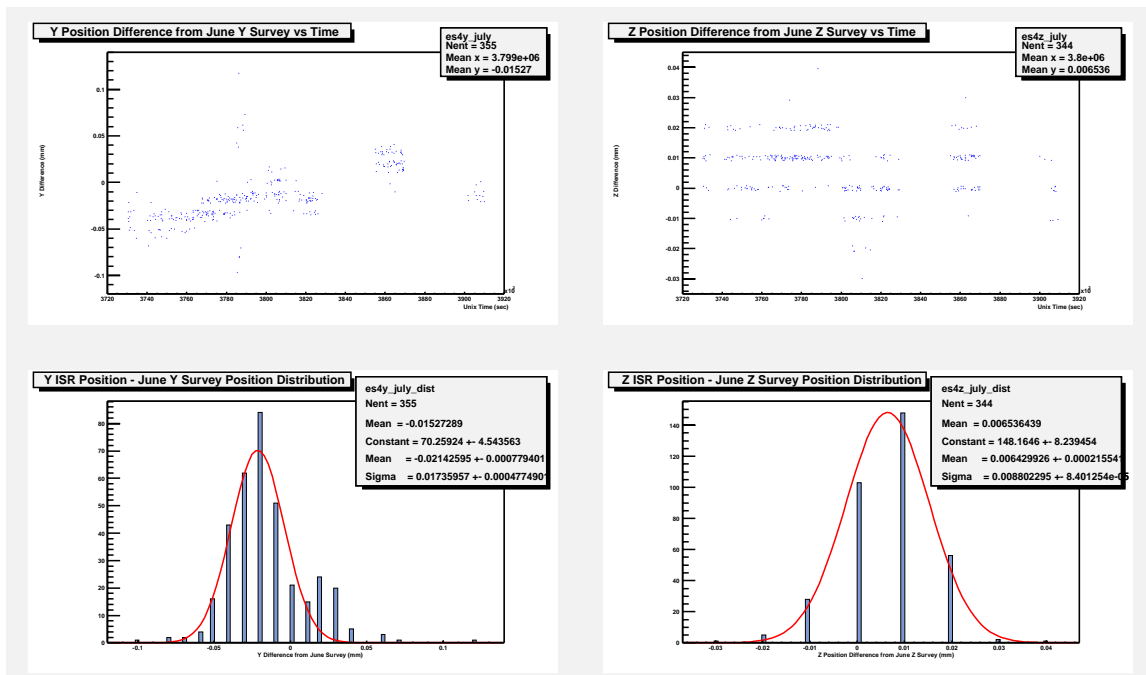 Y Position Difference from June Y Survey vs Time
es4y_july
Nent = 355
Mean x = 3.799e+06
Mean y = -0.01527
Y Difference (mm)
0.1
0.05
0
-0.05
-0.1
3720 3740 3760 3780 3800 3820 3840 3860 3880 3900 3920
x10^3
Unix Time (sec)
Z Position Difference from June Z Survey vs Time
es4z_july
Nent = 344
Mean x = 3.8e+06
Mean y = 0.006536
Z Difference (mm)
0.04
0.03
0.02
0.01
0
-0.01
-0.02
-0.03
3720 3740 3760 3780 3800 3820 3840 3860 3880 3900 3920
x10^3
Unix Time (sec)
Y ISR Position - June Y Survey Position Distribution
es4y_july_dist
Nent = 355
Mean = -0.01527289
Constant = 70.25924 +- 4.543563
Mean = -0.02142595 +- 0.000779401
Sigma = 0.01735957 +- 0.0004774901
80
70
60
50
40
30
20
10
0
-0.1 -0.05 0 0.05 0.1
Y Difference from June Survey (mm)
Z ISR Position - June Z Survey Position Distribution
es4z_july_dist
Nent = 344
Mean = 0.006536439
Constant = 148.1646 +- 8.239454
Mean = 0.006429926 +- 0.000215541
Sigma = 0.008802295 +- 8.401254e-05
140
120
100
80
60
40
20
0
-0.03 -0.02 -0.01 0 0.01 0.02 0.03 0.04
Z Position Difference from June Z Survey (mm)